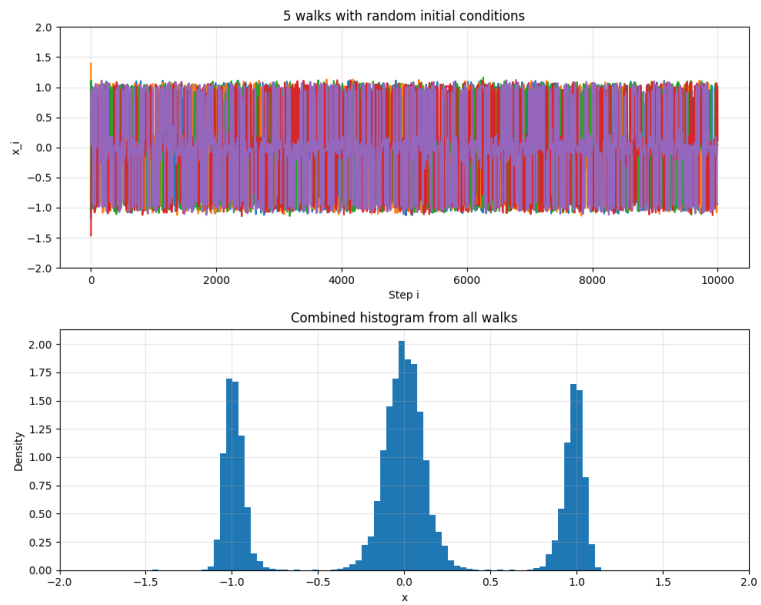 5 walks with random initial conditions
2.0
1.5
1.0
0.5
0.0
−0.5
−1.0
−1.5
−2.0
x_i
0 2000 4000 6000 8000 10000
Step i
Combined histogram from all walks
2.00
1.75
1.50
1.25
1.00
0.75
0.50
0.25
0.00
Density
−2.0 −1.5 −1.0 −0.5 0.0 0.5 1.0 1.5 2.0
x